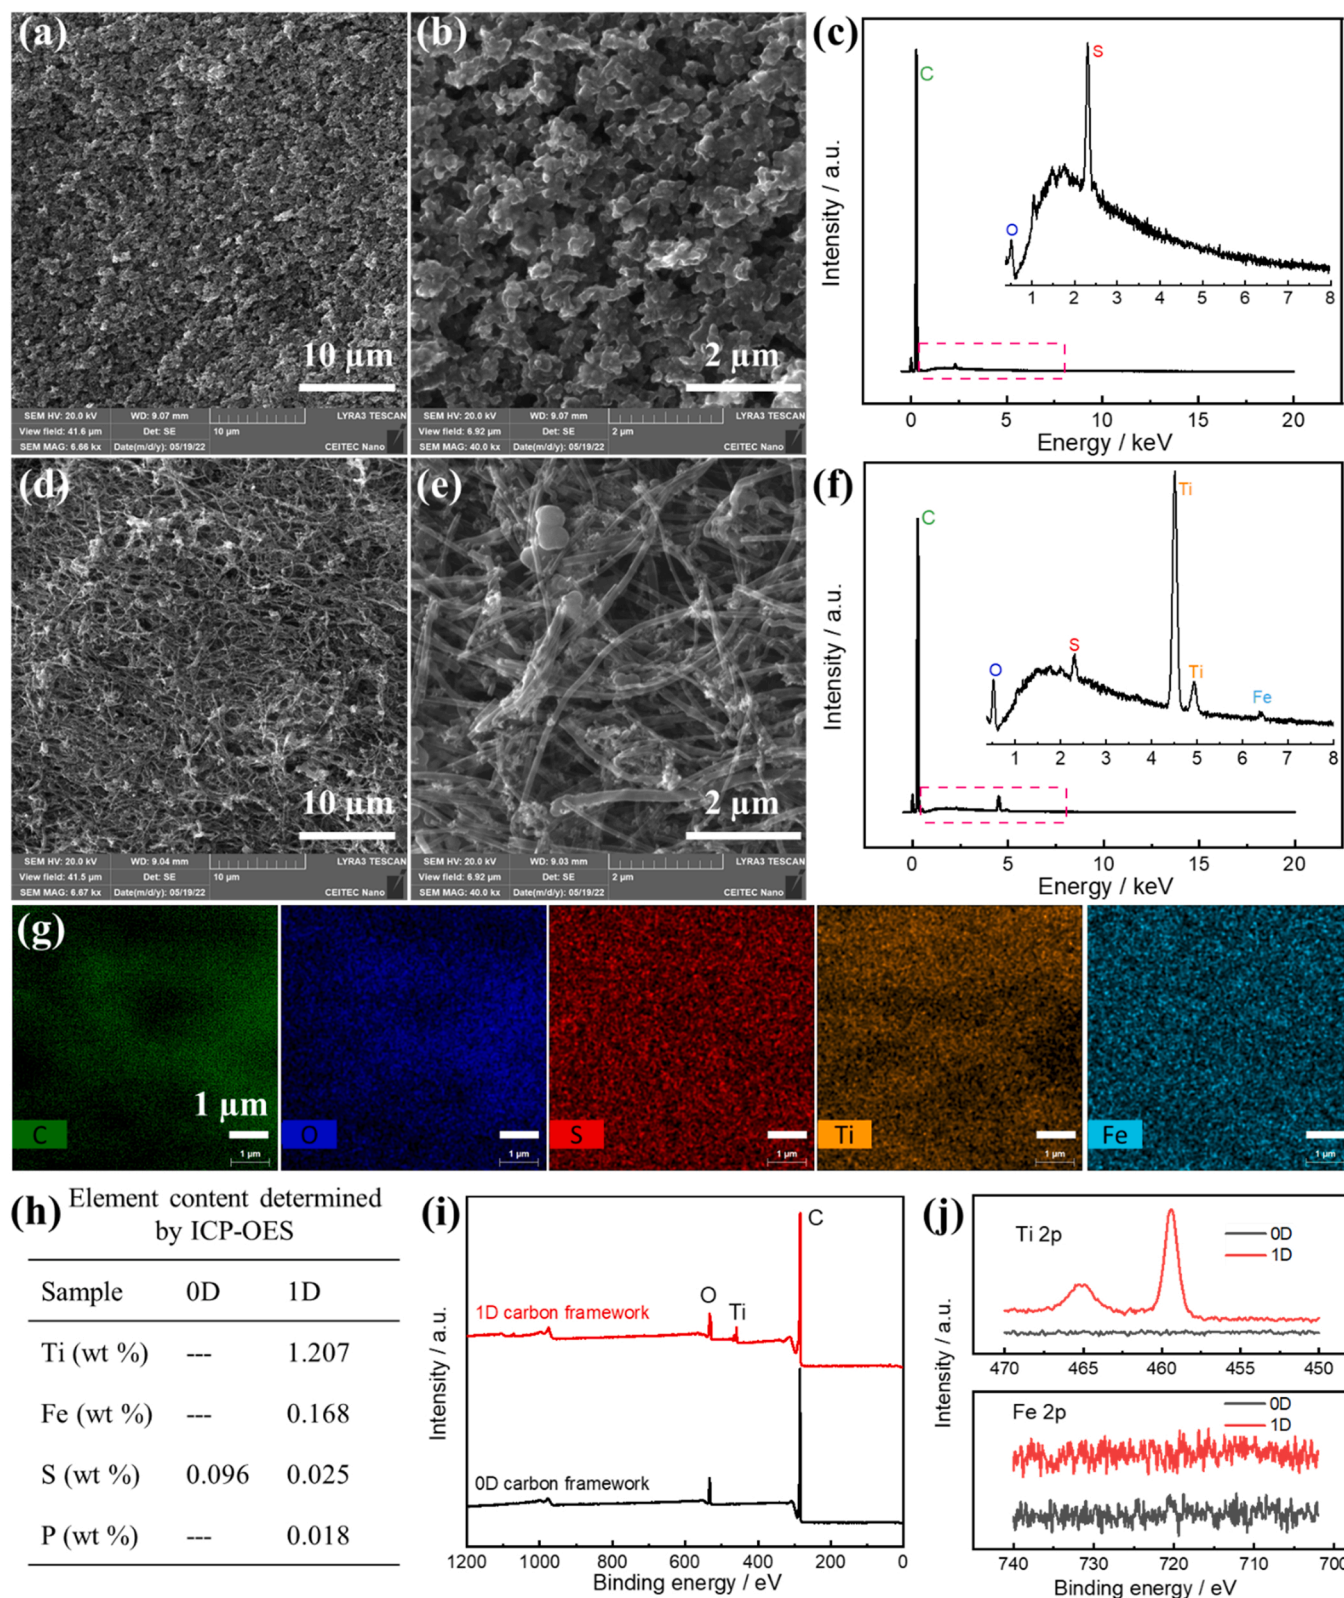 (a)
10 µm
SEM HV: 20.0 kV WD: 9.07 mm LYRA3 TESCAN
View field: 41.6 µm Det: SE 10 µm
SEM MAG: 6.66 kx Date(m/d/y): 05/19/22 CEITEC Nano
(b)
2 µm
SEM HV: 20.0 kV WD: 9.07 mm LYRA3 TESCAN
View field: 6.92 µm Det: SE 2 µm
SEM MAG: 40.0 kx Date(m/d/y): 05/19/22 CEITEC Nano
(c)
C
S
O
1 2 3 4 5 6 7 8
Intensity / a.u.
0 5 10 15 20
Energy / keV
(d)
10 µm
SEM HV: 20.0 kV WD: 9.04 mm LYRA3 TESCAN
View field: 41.5 µm Det: SE 10 µm
SEM MAG: 6.67 kx Date(m/d/y): 05/19/22 CEITEC Nano
(e)
2 µm
SEM HV: 20.0 kV WD: 9.03 mm LYRA3 TESCAN
View field: 6.92 µm Det: SE 2 µm
SEM MAG: 40.0 kx Date(m/d/y): 05/19/22 CEITEC Nano
(f)
C
Ti
O
S
Ti
Fe
1 2 3 4 5 6 7 8
Intensity / a.u.
0 5 10 15 20
Energy / keV
(g)
1 µm
C
1 µm
O
1 µm
S
1 µm
Ti
1 µm
Fe
1 µm
(h)
Element content determined
by ICP-OES
Sample 0D 1D
Ti (wt %) --- 1.207
Fe (wt %) --- 0.168
S (wt %) 0.096 0.025
P (wt %) --- 0.018
(i)
C
O
Ti
1D carbon framework
0D carbon framework
Intensity / a.u.
1200 1000 800 600 400 200 0
Binding energy / eV
(j)
Ti 2p
0D
1D
470 465 460 455 450
Fe 2p
0D
1D
Intensity / a.u.
740 730 720 710 700
Binding energy / eV